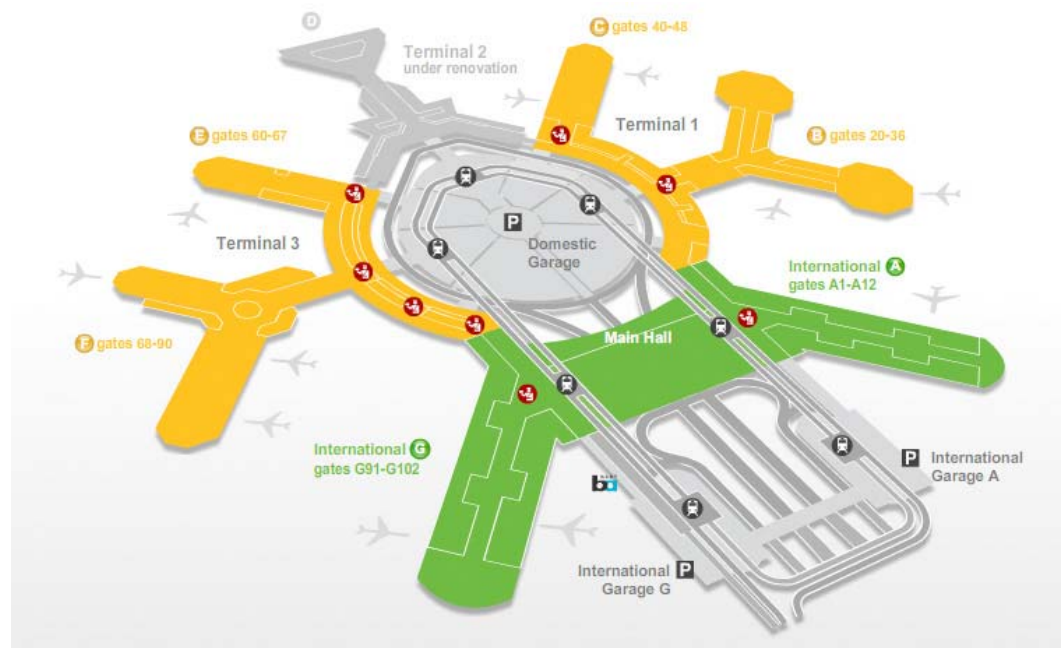 D
C gates 40-48
Terminal 2
under renovation
Terminal 1
E gates 60-67
B gates 20-36
P
Domestic
Garage
Terminal 3
International A
gates A1-A12
Main Hall
F gates 68-90
International G
gates G91-G102
P International
Garage A
International P
Garage G